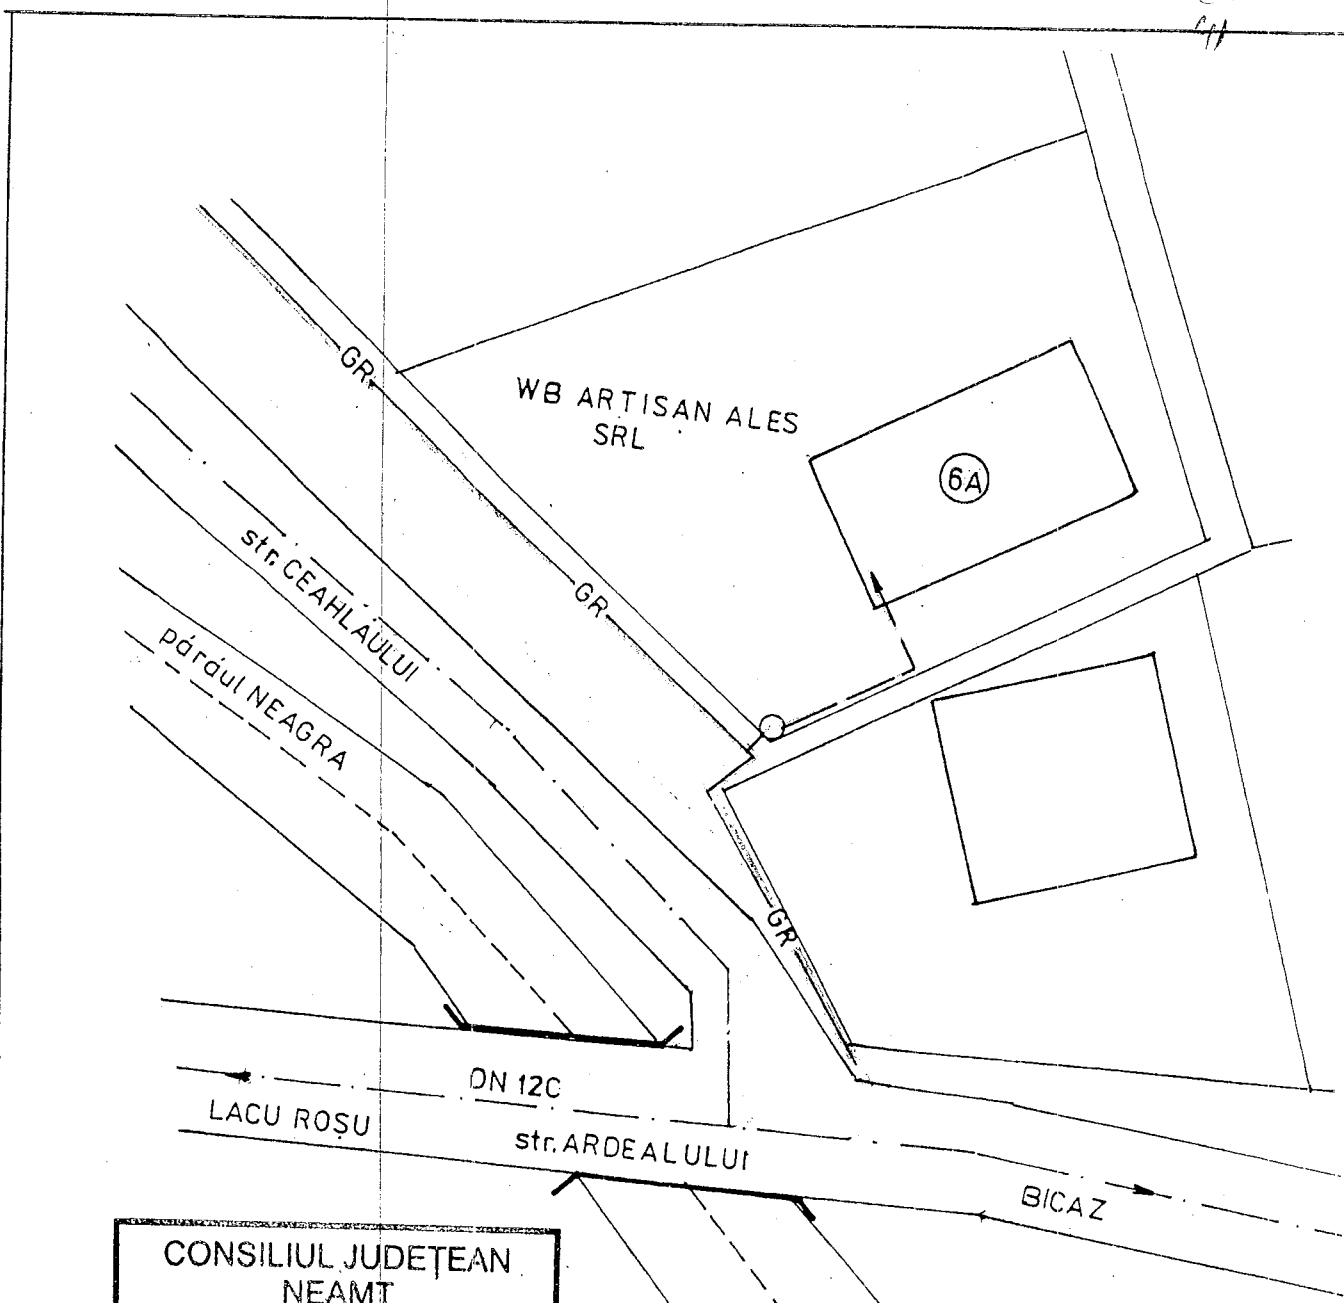 GR
WB ARTISAN ALES
SRL
6A
str. CEAHLĂULUI
GR
pârâul NEAGRA
GR
DN 12C
LACU ROȘU
str. ARDEALULUI
BICAZ
CONSILIUL JUDEȚEAN
NEAMȚ